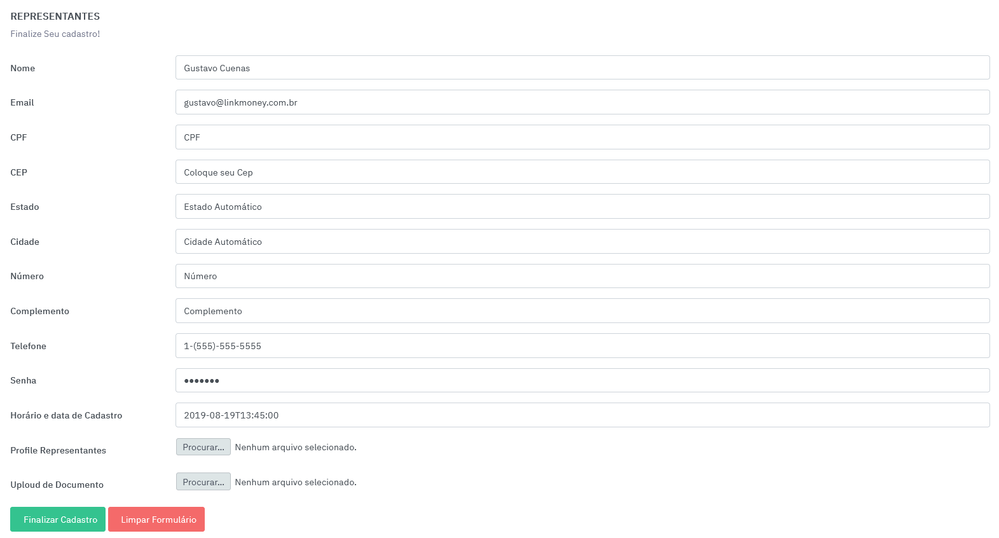 REPRESENTANTES
Finalize Seu cadastro!
Nome Gustavo Cuenas
Email gustavo@linkmoney.com.br
CPF CPF
CEP Coloque seu Cep
Estado Estado Automático
Cidade Cidade Automático
Número Número
Complemento Complemento
Telefone 1-(555)-555-5555
Senha •••••••
Horário e data de Cadastro 2019-08-19T13:45:00
Profile Representantes Procurar... Nenhum arquivo selecionado.
Uploud de Documento Procurar... Nenhum arquivo selecionado.
Finalizar Cadastro Limpar Formulário